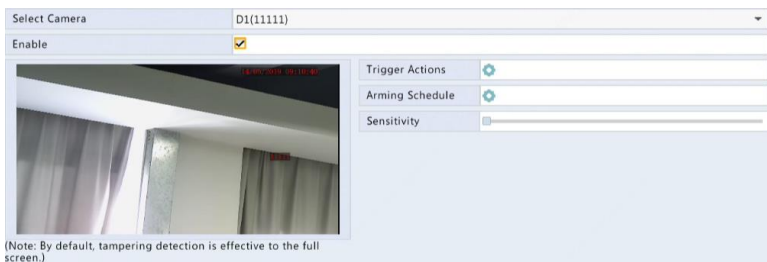 Select Camera
D1(11111)
Enable
Trigger Actions
Arming Schedule
Sensitivity
(Note: By default, tampering detection is effective to the full
screen.)